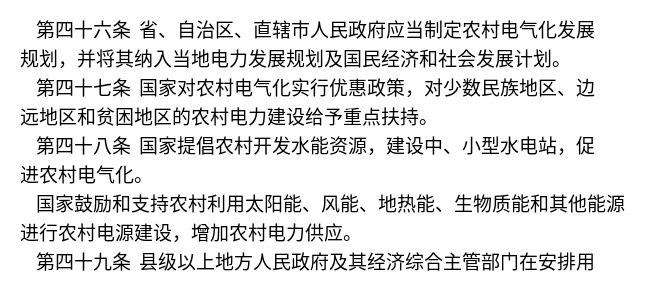 第四十六条 省、自治区、直辖市人民政府应当制定农村电气化发展
规划，并将其纳入当地电力发展规划及国民经济和社会发展计划。
第四十七条 国家对农村电气化实行优惠政策，对少数民族地区、边
远地区和贫困地区的农村电力建设给予重点扶持。
第四十八条 国家提倡农村开发水能资源，建设中、小型水电站，促
进农村电气化。
国家鼓励和支持农村利用太阳能、风能、地热能、生物质能和其他能源
进行农村电源建设，增加农村电力供应。
第四十九条 县级以上地方人民政府及其经济综合主管部门在安排用